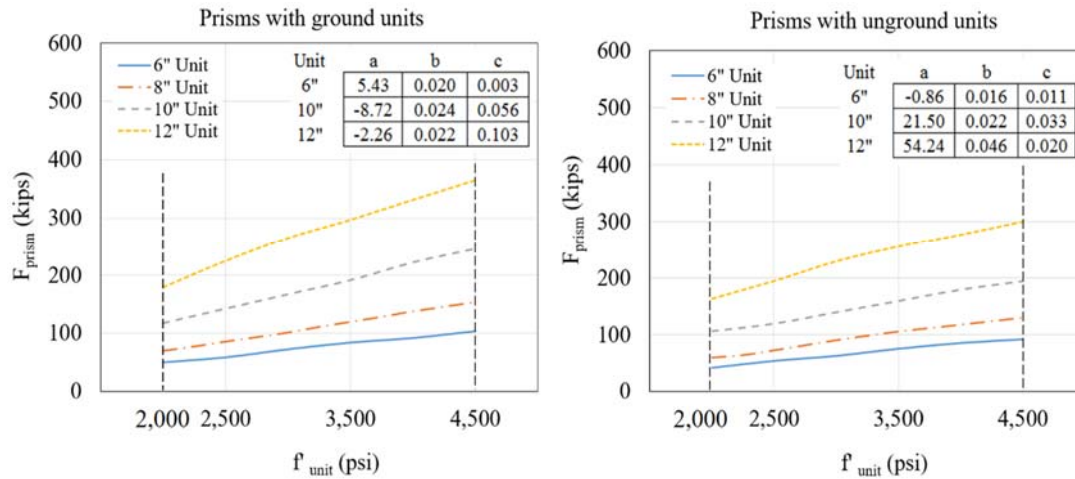 Prisms with ground units
600
500
400
300
200
100
0
F prism (kips)
6" Unit
8" Unit
10" Unit
12" Unit
Unit a b c
6" 5.43 0.020 0.003
10" -8.72 0.024 0.056
12" -2.26 0.022 0.103
2,000 2,500 3,500 4,500
f' unit (psi)
Prisms with unground units
600
500
400
300
200
100
0
F prism (kips)
6" Unit
8" Unit
10" Unit
12" Unit
Unit a b c
6" -0.86 0.016 0.011
10" 21.50 0.022 0.033
12" 54.24 0.046 0.020
2,000 2,500 3,500 4,500
f' unit (psi)